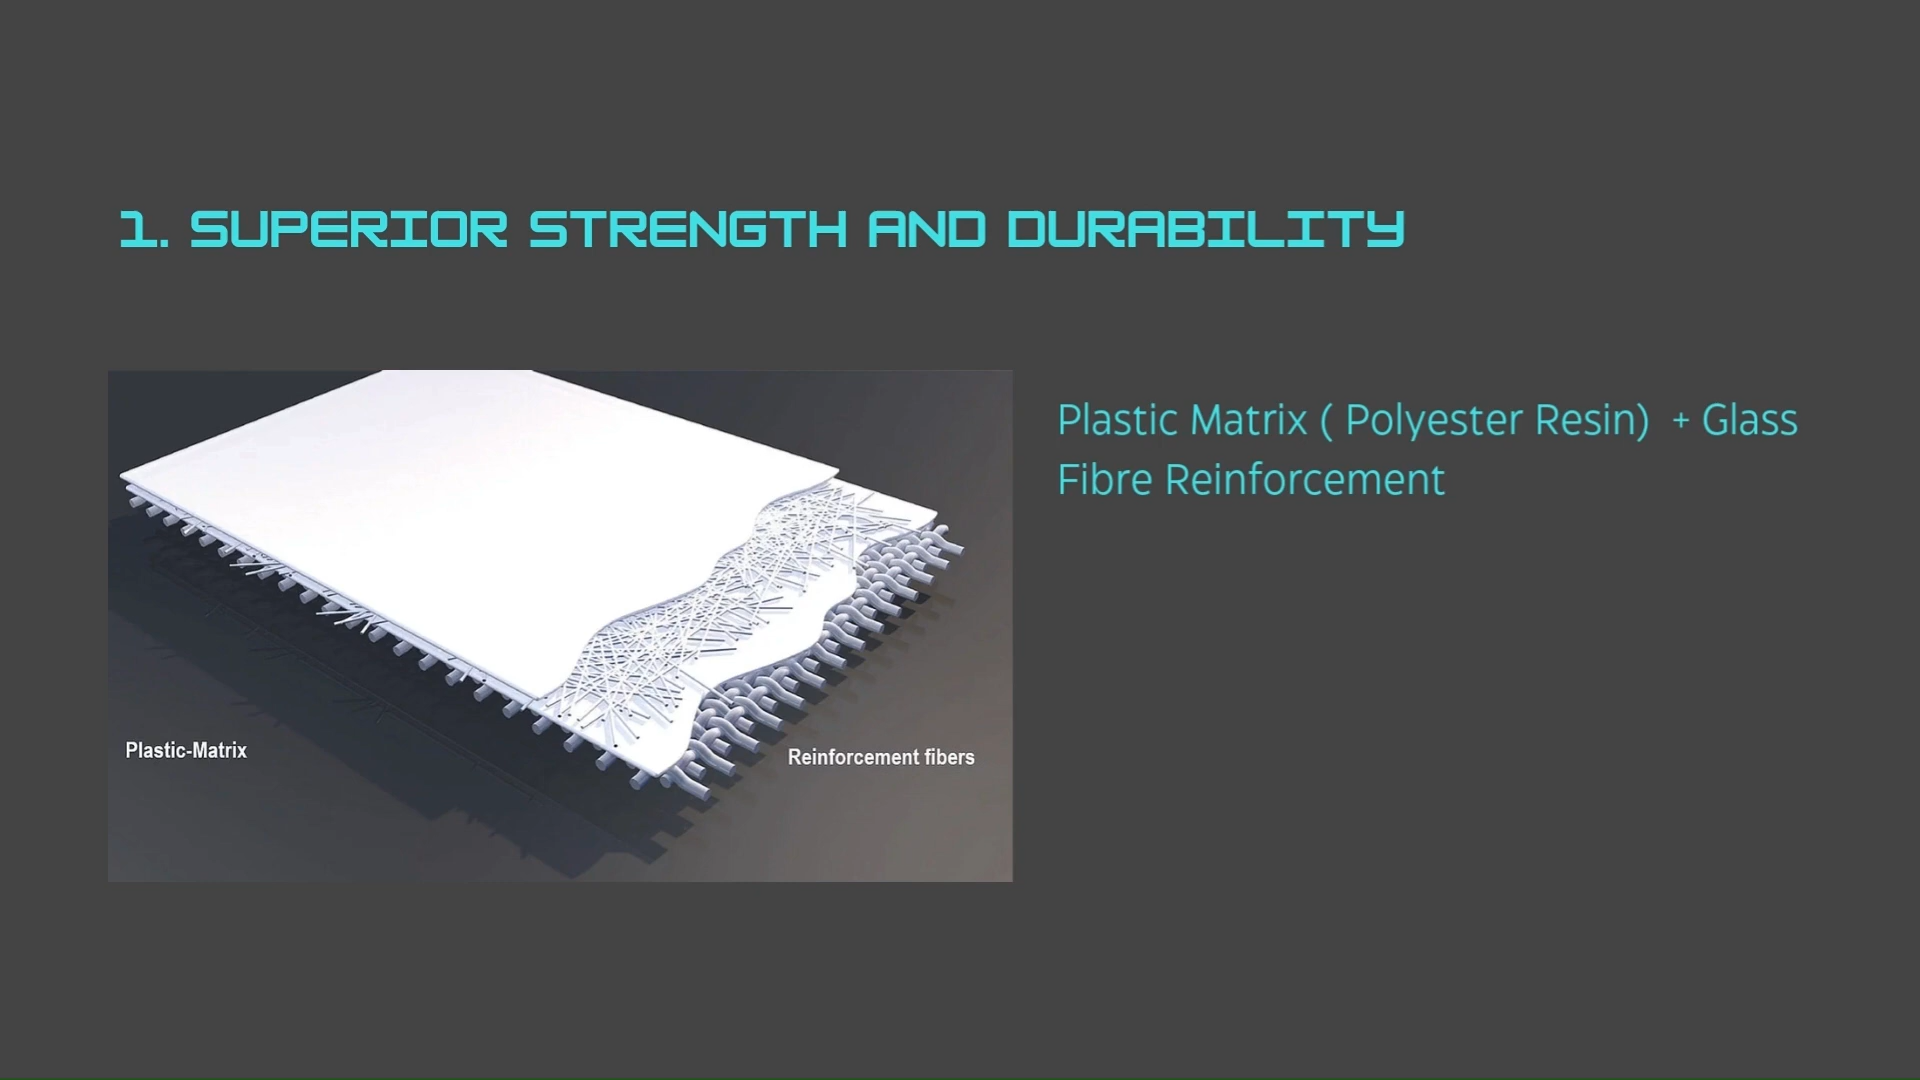 1. SUPERIOR STRENGTH AND DURABILITY
Plastic Matrix ( Polyester Resin) + Glass
Fibre Reinforcement
Plastic-Matrix
Reinforcement fibers